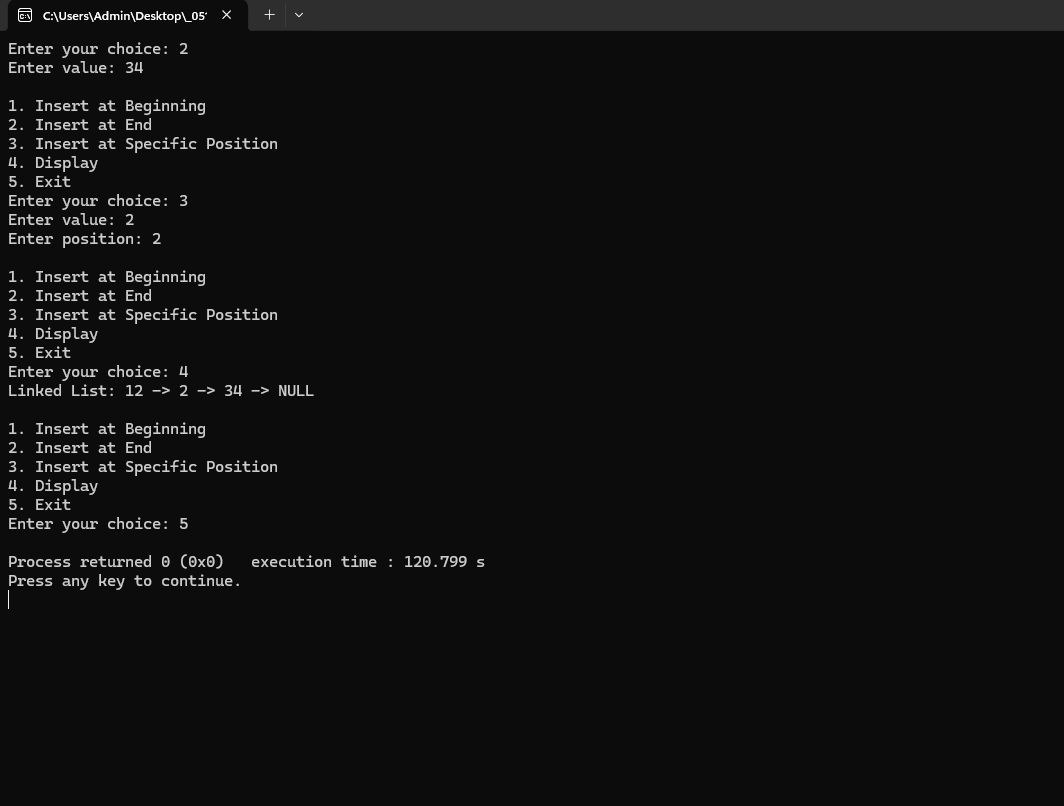 C:\Users\Admin\Desktop\_05'
Enter your choice: 2
Enter value: 34
1. Insert at Beginning
2. Insert at End
3. Insert at Specific Position
4. Display
5. Exit
Enter your choice: 3
Enter value: 2
Enter position: 2
1. Insert at Beginning
2. Insert at End
3. Insert at Specific Position
4. Display
5. Exit
Enter your choice: 4
Linked List: 12 -> 2 -> 34 -> NULL
1. Insert at Beginning
2. Insert at End
3. Insert at Specific Position
4. Display
5. Exit
Enter your choice: 5
Process returned 0 (0x0)   execution time : 120.799 s
Press any key to continue.